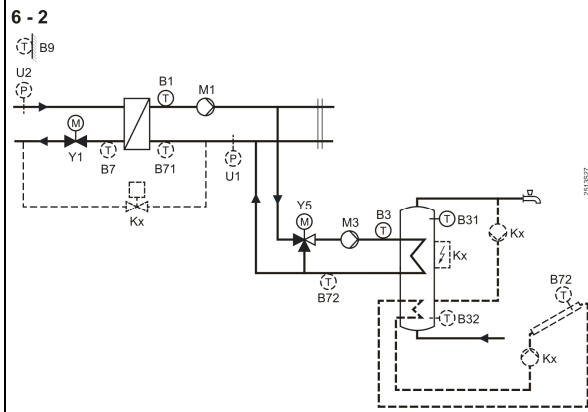 6 - 2
T B9
U2
P
B1
T
M1
M
Y1
T
B7
T
B71
P
U1
Kx
Y5
M
M3
B3
T
T B31
Kx
Kx
T
B72
T B32
B72
T
Kx
2513S27